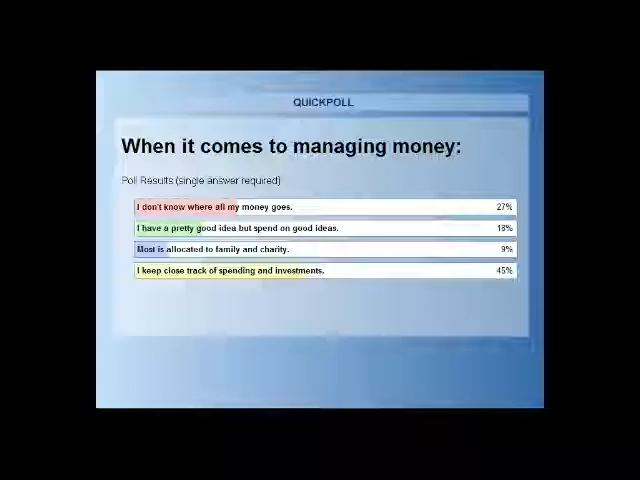 QUICKPOLL
When it comes to managing money:
Poll Results (single answer required)
I don't know where all my money goes. 27%
I have a pretty good idea but spend on good ideas. 18%
Most is allocated to family and charity. 9%
I keep close track of spending and investments. 45%